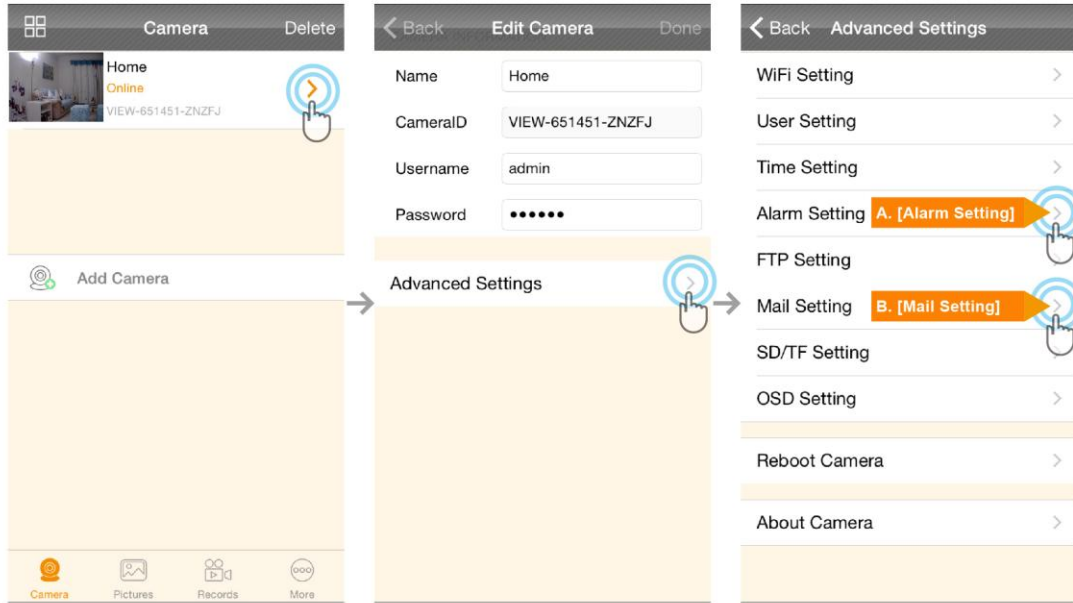 Camera
Delete
Home
Online
VIEW-651451-ZNZFJ
Add Camera
Camera
Pictures
Records
More
Back
Edit Camera
Done
Name
Home
CameraID
VIEW-651451-ZNZFJ
Username
admin
Password
••••••
Advanced Settings
Back
Advanced Settings
WiFi Setting
User Setting
Time Setting
Alarm Setting A. [Alarm Setting]
FTP Setting
Mail Setting B. [Mail Setting]
SD/TF Setting
OSD Setting
Reboot Camera
About Camera